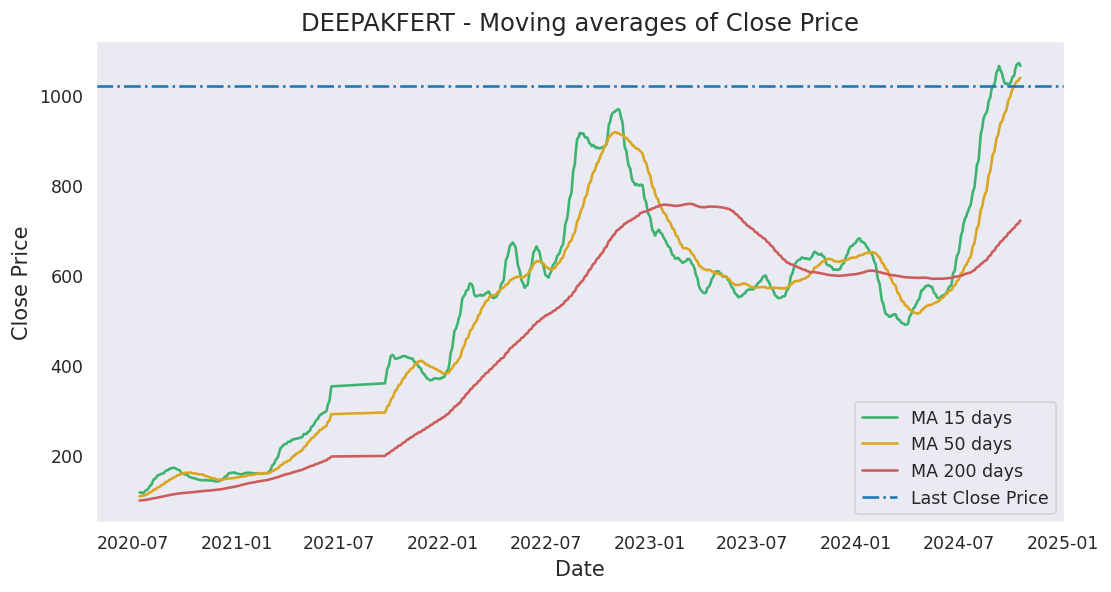 DEEPAKFERT - Moving averages of Close Price
Close Price
1000
800
600
400
200
MA 15 days
MA 50 days
MA 200 days
Last Close Price
2020-07 2021-01 2021-07 2022-01 2022-07 2023-01 2023-07 2024-01 2024-07 2025-01
Date